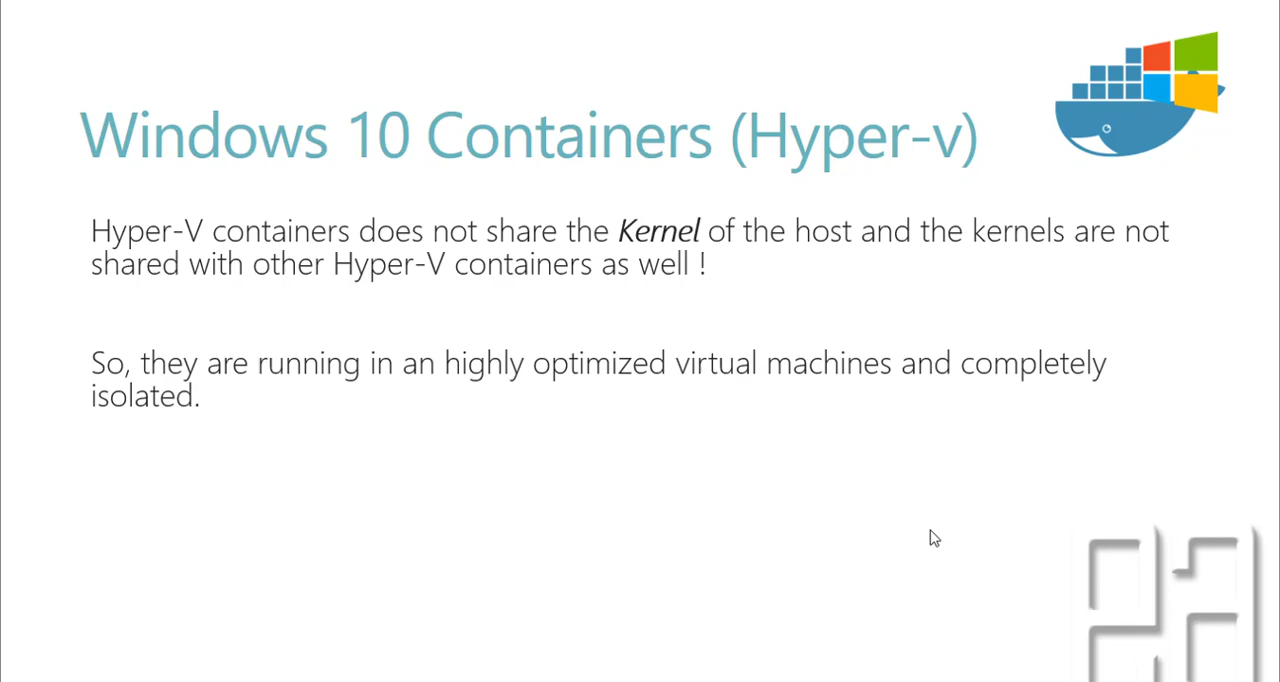 Windows 10 Containers (Hyper-v)
Hyper-V containers does not share the Kernel of the host and the kernels are not
shared with other Hyper-V containers as well !
So, they are running in an highly optimized virtual machines and completely
isolated.